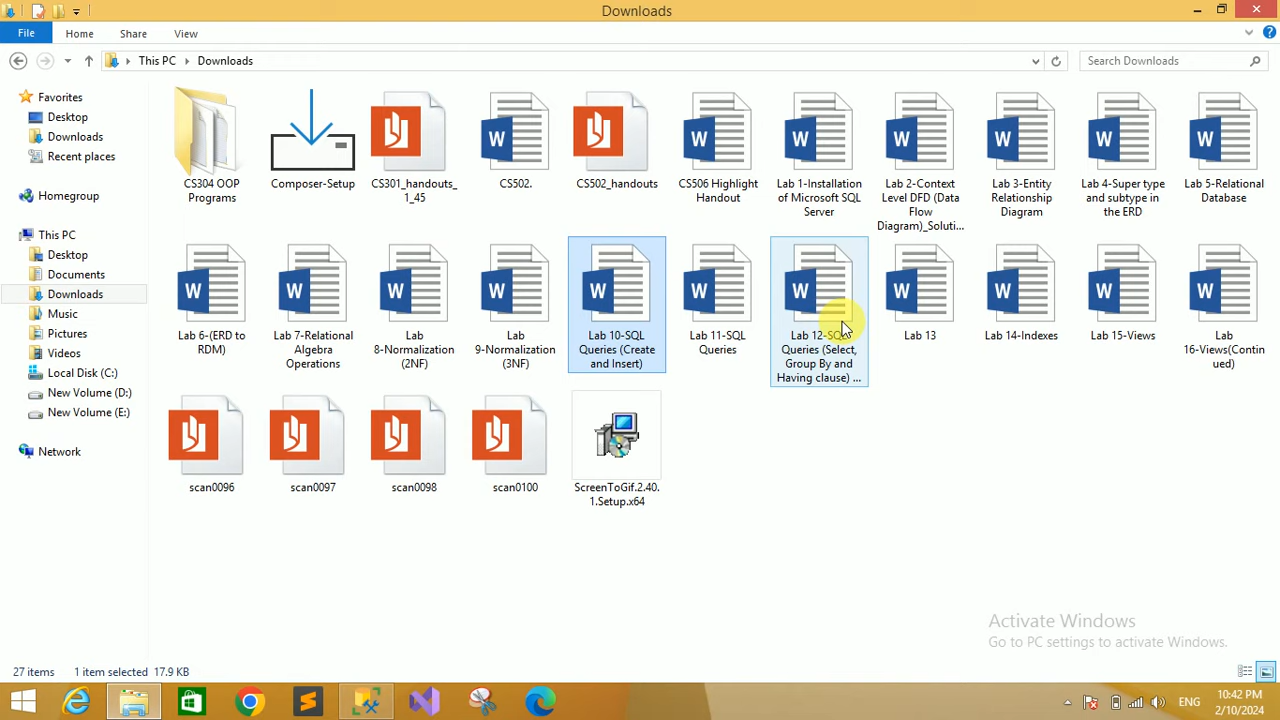 Downloads
File Home Share View
This PC Downloads
Search Downloads
Favorites
Desktop
Downloads
Recent places
Homegroup
This PC
Desktop
Documents
Downloads
Music
Pictures
Videos
Local Disk (C:)
New Volume (D:)
New Volume (E:)
Network
CS304 OOP
Programs
Composer-Setup
CS301_handouts_
1_45
CS502.
CS502_handouts
CS506 Highlight
Handout
Lab 1-Installation
of Microsoft SQL
Server
Lab 2-Context
Level DFD (Data
Flow
Diagram)_Soluti...
Lab 3-Entity
Relationship
Diagram
Lab 4-Super type
and subtype in
the ERD
Lab 5-Relational
Database
Lab 6-(ERD to
RDM)
Lab 7-Relational
Algebra
Operations
Lab
8-Normalization
(2NF)
Lab
9-Normalization
(3NF)
Lab 10-SQL
Queries (Create
and Insert)
Lab 11-SQL
Queries
Lab 12-SQL
Queries (Select,
Group By and
Having clause) ...
Lab 13
Lab 14-Indexes
Lab 15-Views
Lab
16-Views(Contin
ued)
scan0096
scan0097
scan0098
scan0100
ScreenToGif.2.40.
1.Setup.x64
Activate Windows
Go to PC settings to activate Windows.
27 items 1 item selected 17.9 KB
ENG
10:42 PM
2/10/2024